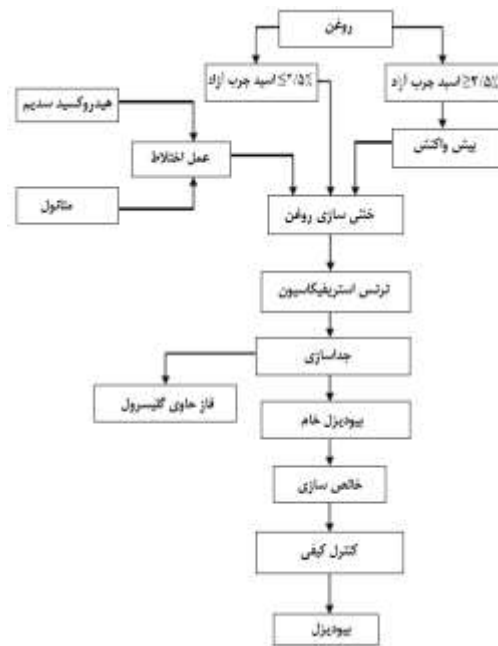 روغن
≥۲/۵٪ اسید چرب آزاد
≤۲/۵٪ اسید چرب آزاد
هیدروکسید سدیم
پیش واکنش
عمل اختلاط
متانول
خنثی سازی روغن
ترنس استریفیکاسیون
جداسازی
فاز حاوی گلیسرول
بیودیزل خام
خالص سازی
کنترل کیفی
بیودیزل